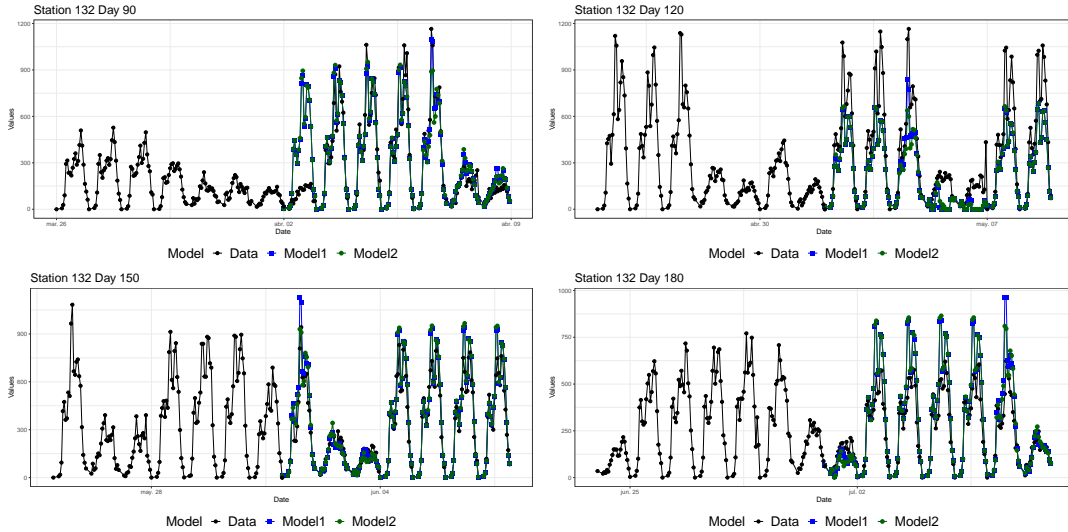 Station 132 Day 90
1200
900
600
300
0
Values
mar. 26
abr. 02
abr. 09
Date
Model Data Model1 Model2
Station 132 Day 120
1200
900
600
300
0
Values
abr. 30
may. 07
Date
Model Data Model1 Model2
Station 132 Day 150
900
600
300
0
Values
may. 28
jun. 04
Date
Model Data Model1 Model2
Station 132 Day 180
1000
750
500
250
0
Values
jun. 25
jul. 02
Date
Model Data Model1 Model2